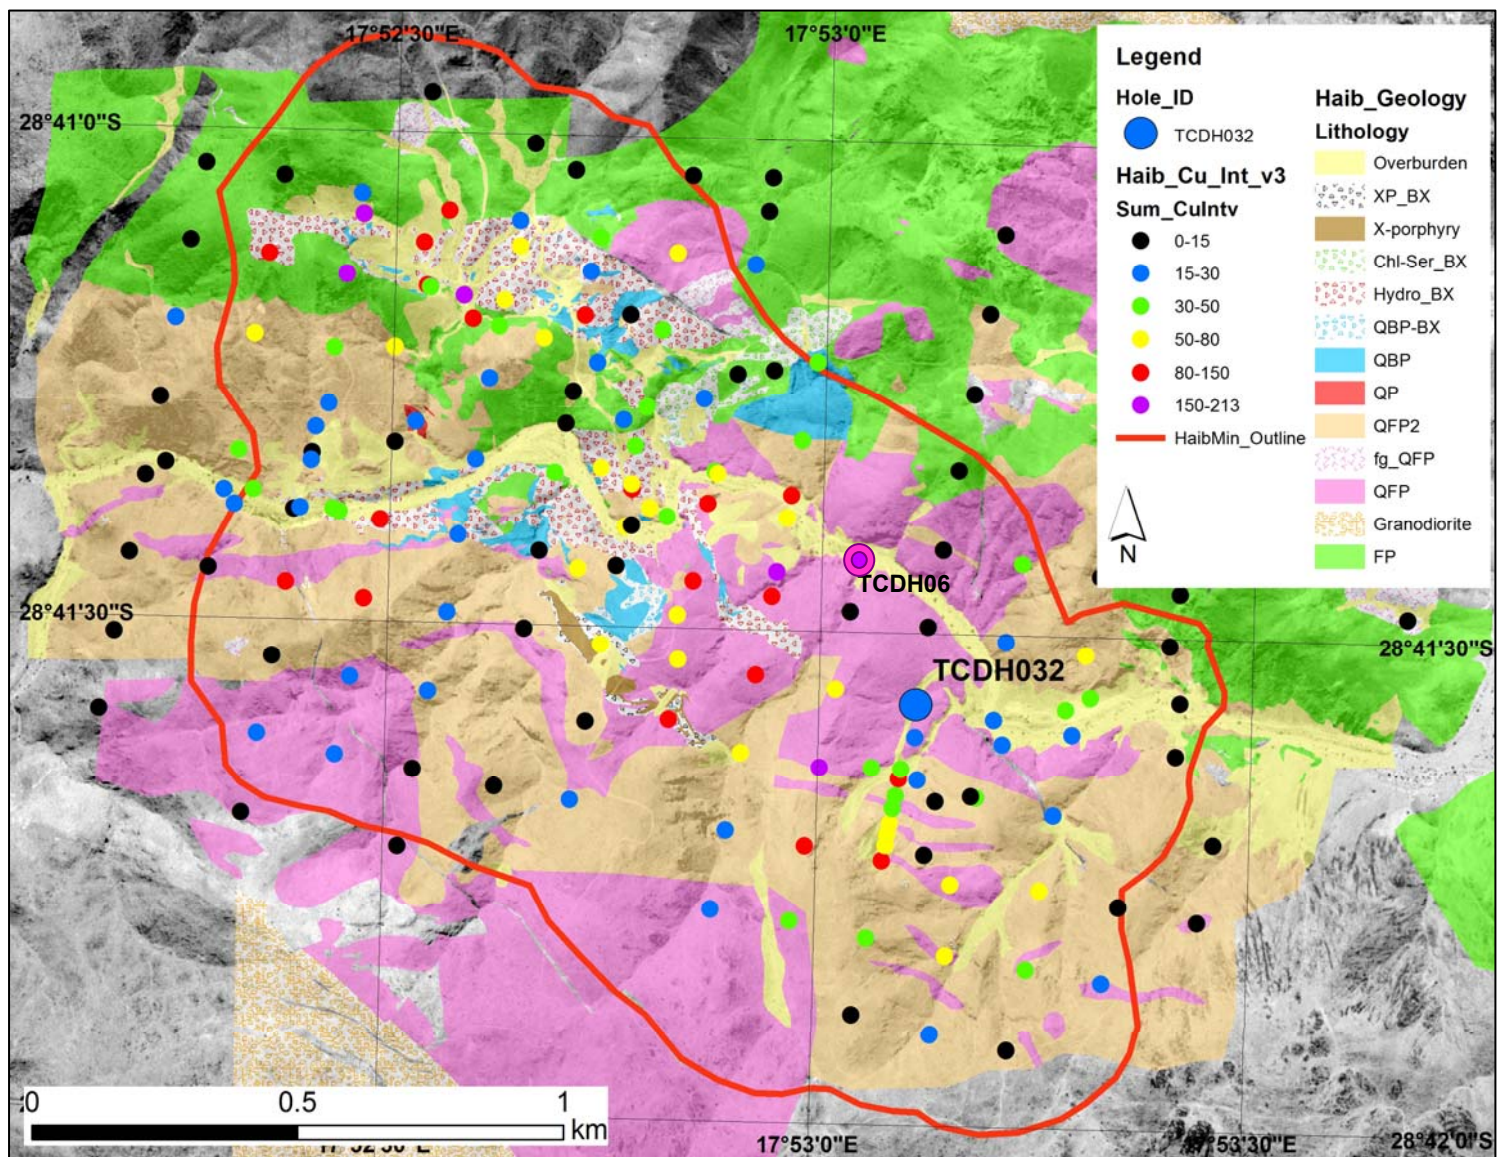 17°52'30"E
17°53'0"E
28°41'0"S
Legend
Hole_ID
TCDH032
Haib_Cu_Int_v3
Sum_CuIntv
0-15
15-30
30-50
50-80
80-150
150-213
HaibMin_Outline
N
Haib_Geology
Lithology
Overburden
XP_BX
X-porphyry
Chl-Ser_BX
Hydro_BX
QBP-BX
QBP
QP
QFP2
fg_QFP
QFP
Granodiorite
FP
TCDH06
28°41'30"S
28°41'30"S
TCDH032
0 0.5 1
km
17°53'0"E
17°53'30"E
28°42'0"S